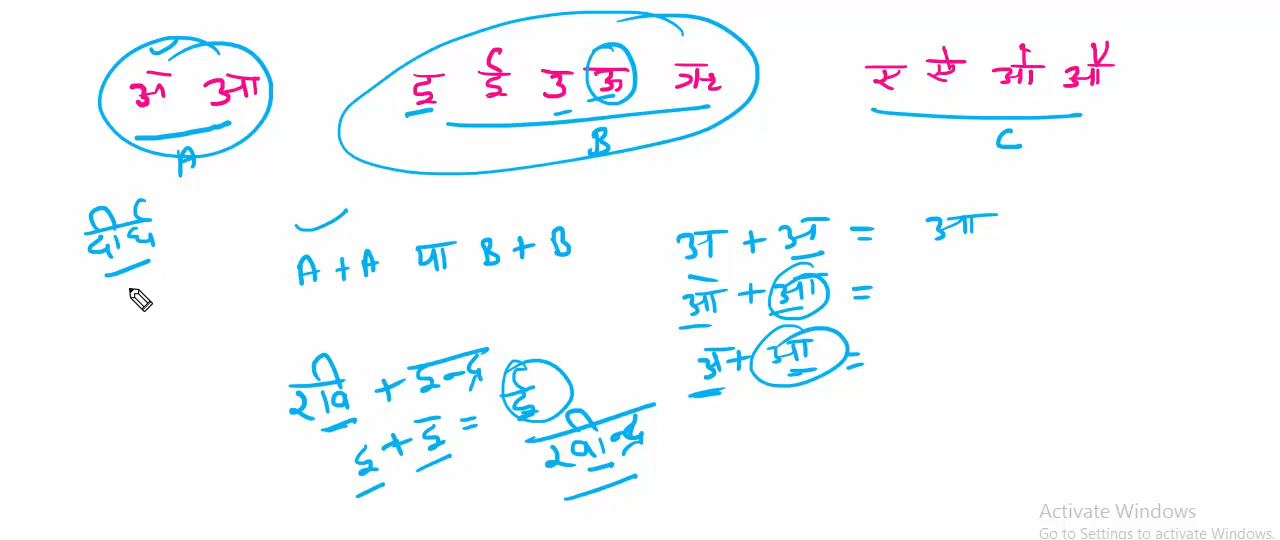 अ आ इ ई उ ऊ ऋ ए ऐ ओ औ
A B C
दीर्घ A + A या B + B अ + अ = आ
आ + आ =
रवि + इन्द्र अ + आ =
इ + इ = ई रवीन्द्र
Activate Windows
Go to Settings to activate Windows.